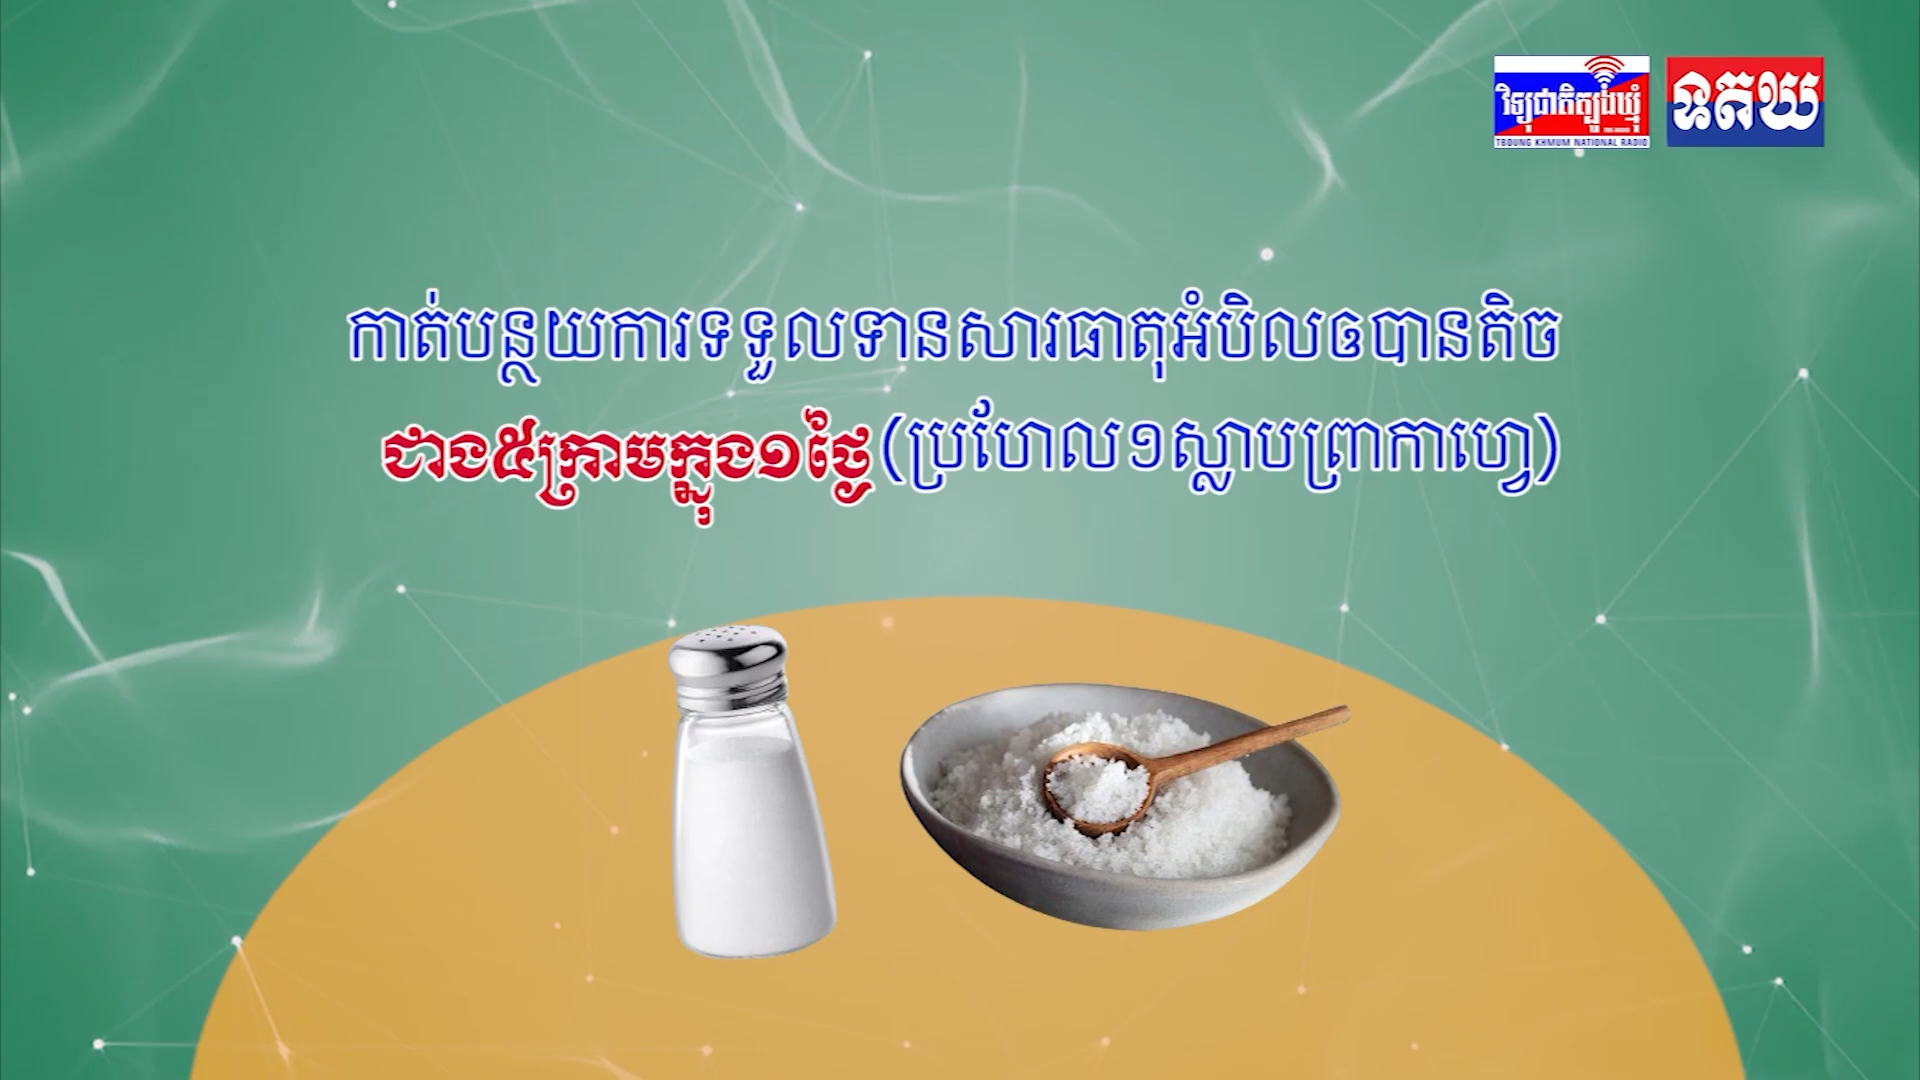 វិទ្យុជាតិត្បូងឃ្មុំ
TBOUNG KHMUM NATIONAL RADIO
ទតឃ
កាត់បន្ថយការទទួលទានសារធាតុអំបិលឲបានតិច
ជាង៥ក្រាមក្នុង១ថ្ងៃ(ប្រហែល១ស្លាបព្រាកាហ្វេ)